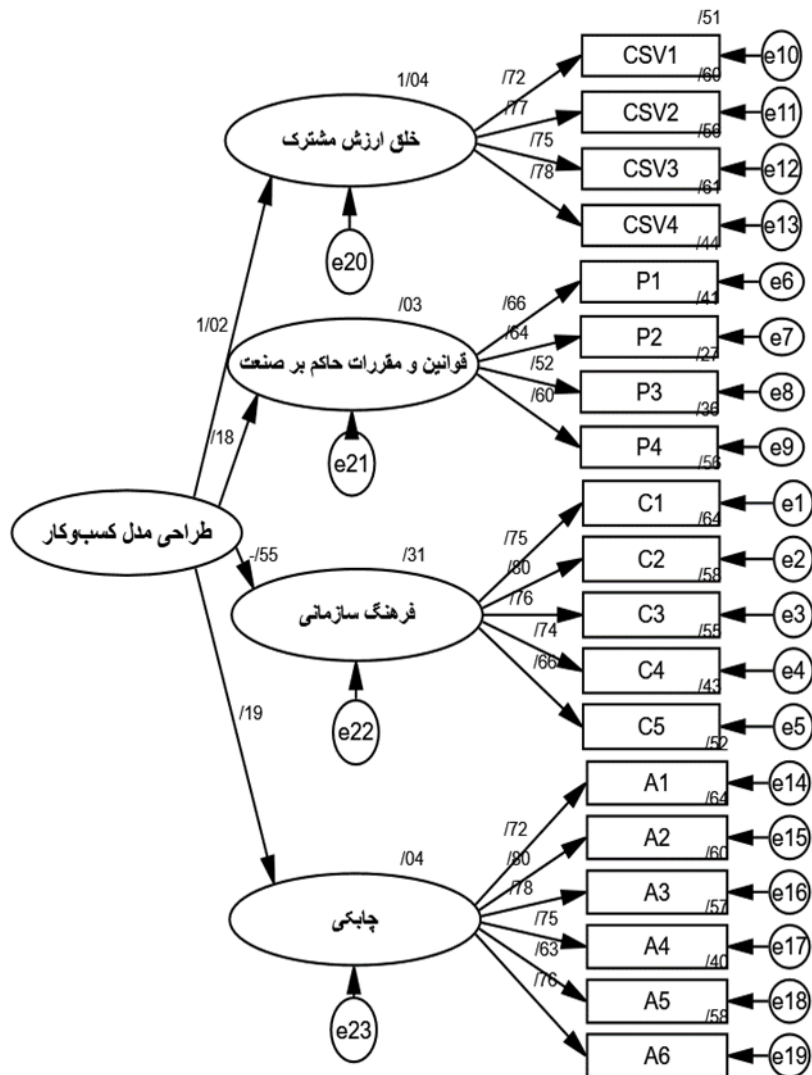 /51
CSV1
e10
/72
/60
1/04
/77
CSV2
e11
خلق ارزش مشترک
/56
/75
CSV3
e12
/78
/61
CSV4
e13
e20
/44
P1
e6
/03
/66
/41
1/02
/64
P2
e7
قوانین و مقررات حاکم بر صنعت
/27
/52
P3
e8
/60
/36
/18
P4
e9
e21
/56
C1
e1
طراحی مدل کسب‌وکار
/75
/64
-/55
/31
/80
C2
e2
/58
فرهنگ سازمانی
/76
C3
e3
/74
/55
C4
e4
/66
/43
/19
C5
e5
e22
/52
A1
e14
/72
/64
/04
/80
A2
e15
/78
/60
A3
e16
چابکی
/75
/57
A4
e17
/63
/40
/76
A5
e18
e23
/58
A6
e19